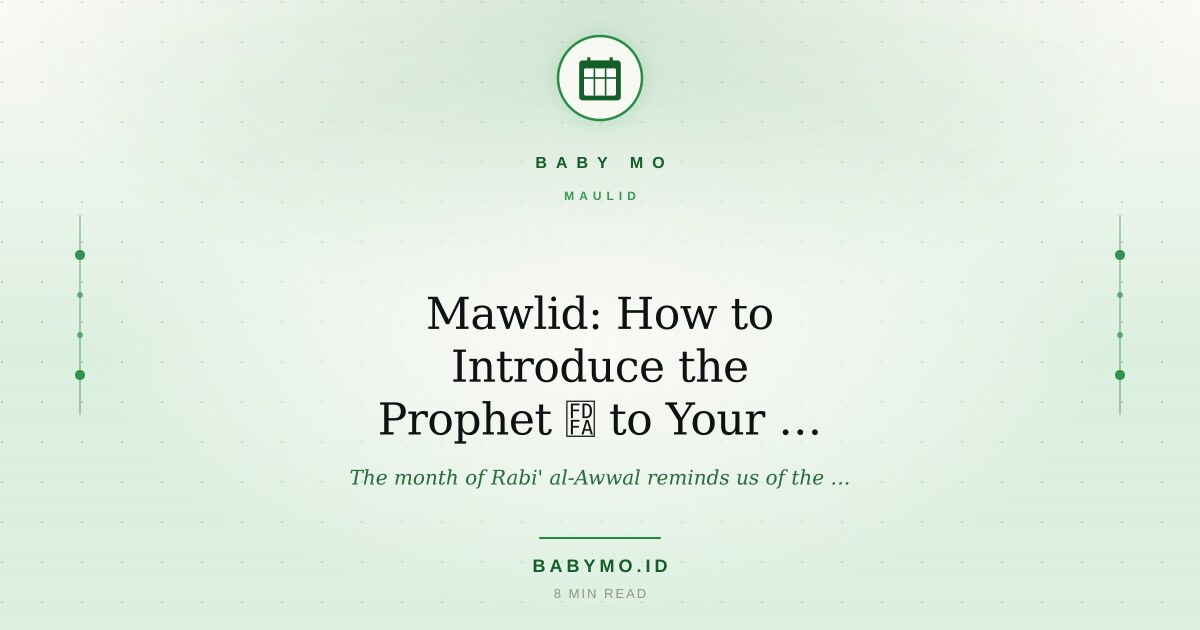 BABY MO
MAULID
Mawlid: How to
Introduce the
Prophet ﷺ to Your ...
The month of Rabi' al-Awwal reminds us of the ...
BABYMO.ID
8 MIN READ